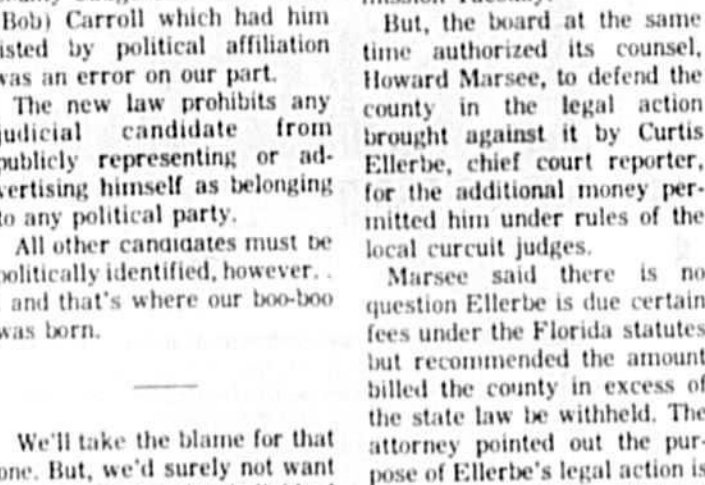 Bob) Carroll which had him
isted by political affiliation
was an error on our part.
The new law prohibits any
judicial candidate from
publicly representing or ad-
vertising himself as belonging
to any political party.
All other candidates must be
politically identified, however. .
. and that's where our boo-boo
was born.
We'll take the blame for that
one. But, we'd surely not want
But, the board at the same
time authorized its counsel,
Howard Marsee, to defend the
county in the legal action
brought against it by Curtis
Ellerbe, chief court reporter,
for the additional money per-
mitted him under rules of the
local curcuit judges.
Marsee said there is no
question Ellerbe is due certain
fees under the Florida statutes
but recommended the amount
billed the county in excess of
the state law be withheld. The
attorney pointed out the pur-
pose of Ellerbe's legal action is